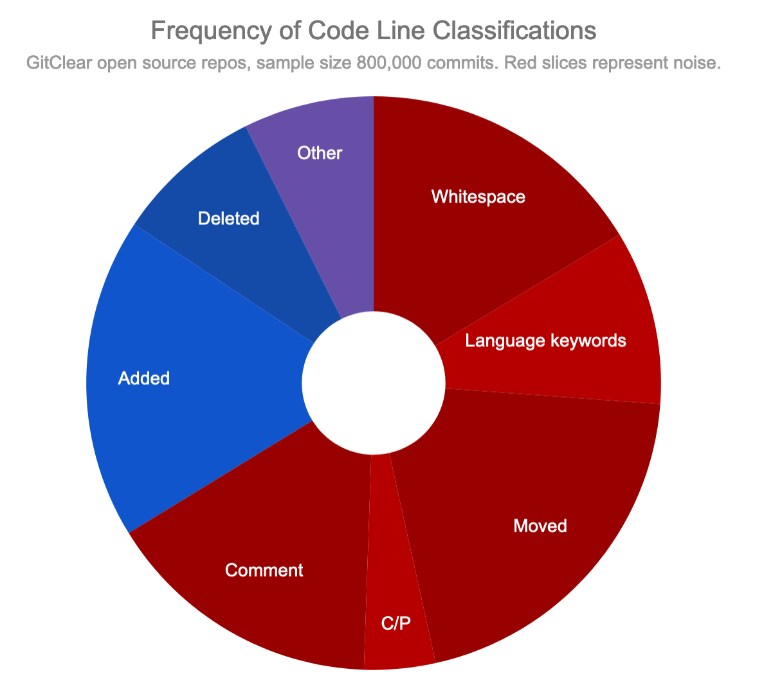 Frequency of Code Line Classifications
GitClear open source repos, sample size 800,000 commits. Red slices represent noise.
Other
Whitespace
Deleted
Language keywords
Added
Moved
Comment
C/P